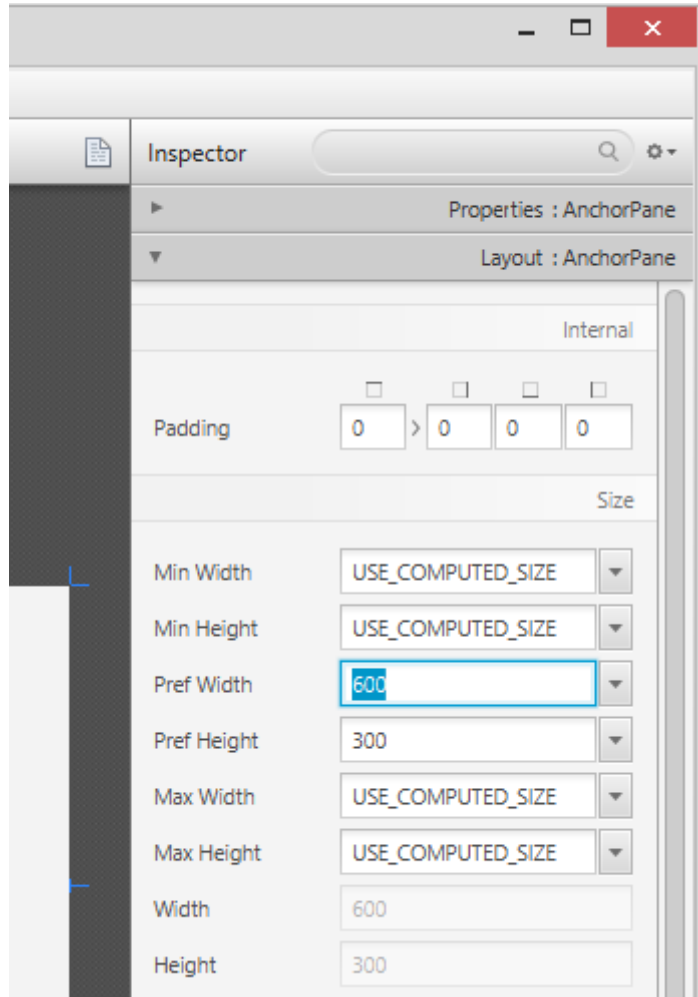 Inspector
Properties : AnchorPane
Layout : AnchorPane
Internal
Padding 0 0 0 0
Size
Min Width USE_COMPUTED_SIZE
Min Height USE_COMPUTED_SIZE
Pref Width 600
Pref Height 300
Max Width USE_COMPUTED_SIZE
Max Height USE_COMPUTED_SIZE
Width 600
Height 300